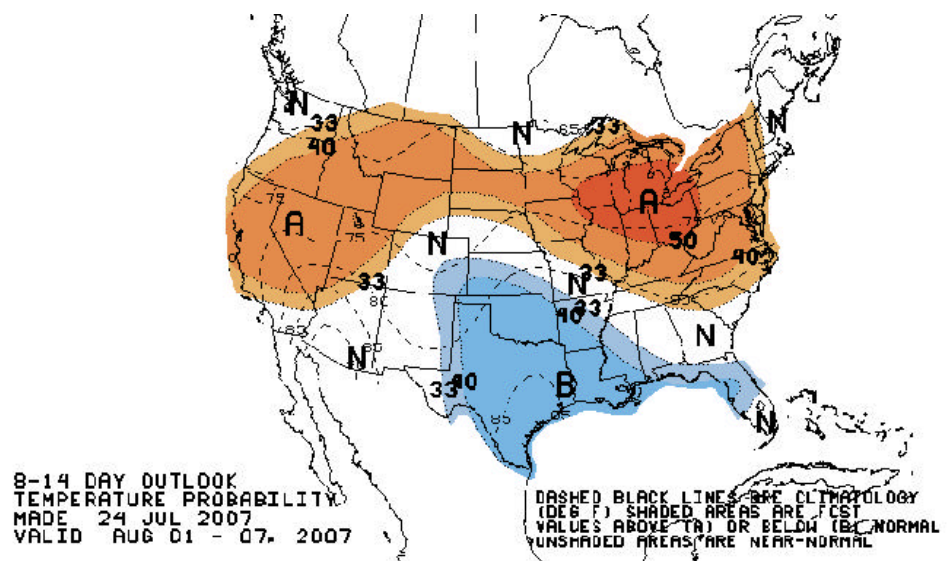 N
33
40
N
65
33
N
75
A
75
A
75
50
40
N
33
80
33
N
33
40
85
N
85
N
33
40
B
85
85
N
8-14 DAY OUTLOOK
TEMPERATURE PROBABILITY
MADE 24 JUL 2007
VALID AUG 01 - 07, 2007
DASHED BLACK LINES ARE CLIMATOLOGY
(DEG F) SHADED AREAS ARE FCST
VALUES ABOVE (A) OR BELOW (B) NORMAL
UNSHADED AREAS ARE NEAR-NORMAL